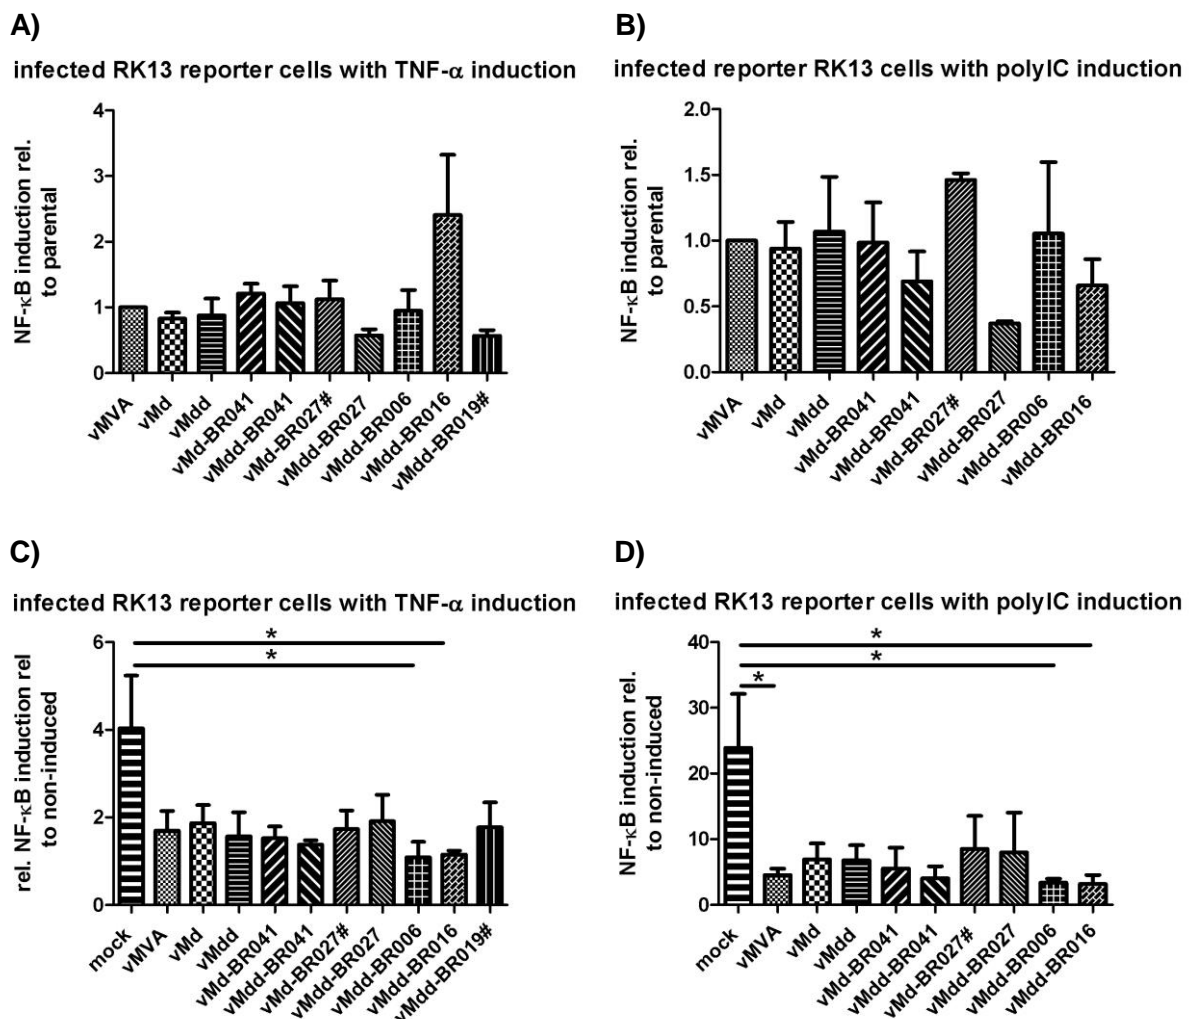 A)
infected RK13 reporter cells with TNF-α induction
NF-κB induction rel.
to parental
4
3
2
1
0
vMVA
vMd
vMdd
vMd-BR041
vMdd-BR041
vMd-BR027#
vMdd-BR027
vMdd-BR006
vMdd-BR016
vMdd-BR019#
B)
infected reporter RK13 cells with polyIC induction
NF-κB induction rel.
to parental
2.0
1.5
1.0
0.5
0.0
vMVA
vMd
vMdd
vMd-BR041
vMdd-BR041
vMd-BR027#
vMdd-BR027
vMdd-BR006
vMdd-BR016
C)
infected RK13 reporter cells with TNF-α induction
rel. NF-κB induction rel
to non-induced
6
4
2
0
*
*
mock
vMVA
vMd
vMdd
vMd-BR041
vMdd-BR041
vMd-BR027#
vMdd-BR027
vMdd-BR006
vMdd-BR016
vMdd-BR019#
D)
infected RK13 reporter cells with polyIC induction
NF-κB induction rel.
to non-induced
40
30
20
10
0
*
*
*
mock
vMVA
vMd
vMdd
vMd-BR041
vMdd-BR041
vMd-BR027#
vMdd-BR027
vMdd-BR006
vMdd-BR016